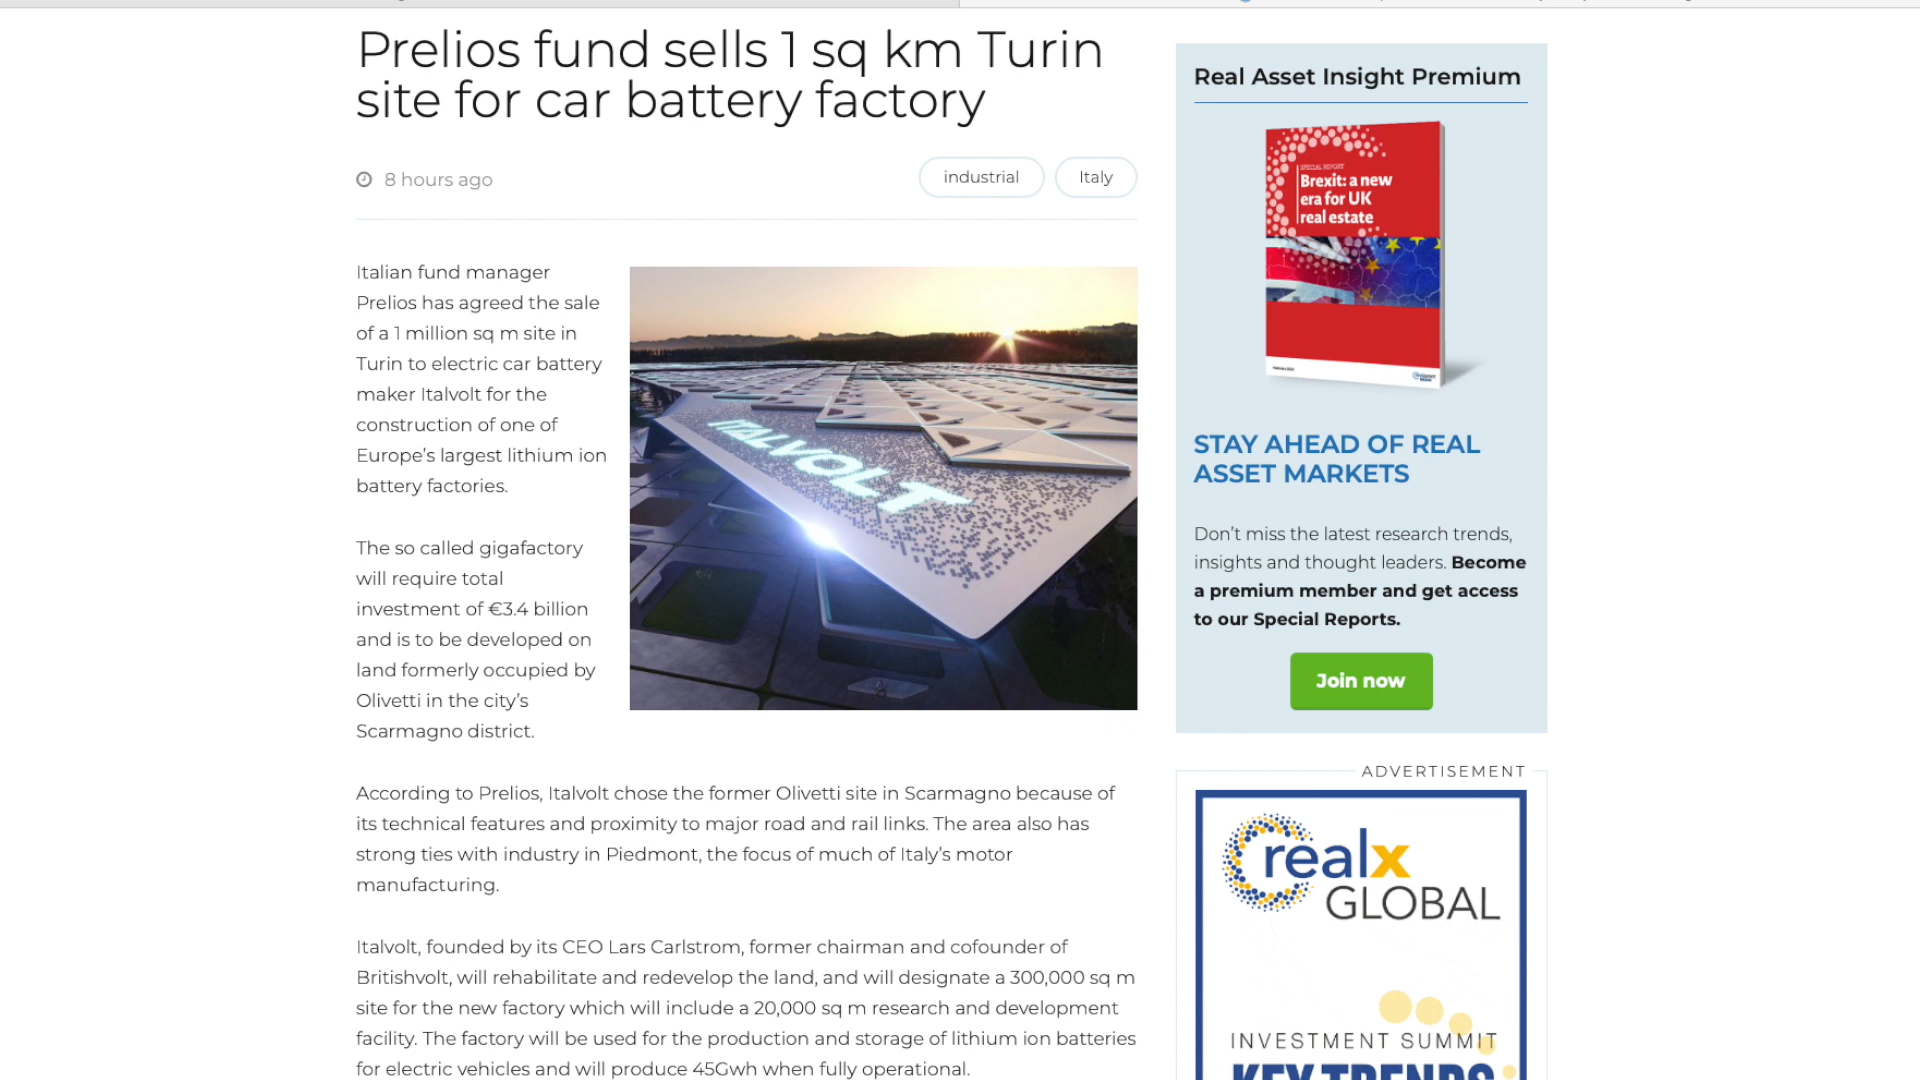 Prelios fund sells 1 sq km Turin
site for car battery factory
8 hours ago
industrial
Italy
Italian fund manager
Prelios has agreed the sale
of a 1 million sq m site in
Turin to electric car battery
maker Italvolt for the
construction of one of
Europe's largest lithium ion
battery factories.
The so called gigafactory
will require total
investment of €3.4 billion
and is to be developed on
land formerly occupied by
Olivetti in the city's
Scarmagno district.
ITALVOLT
According to Prelios, Italvolt chose the former Olivetti site in Scarmagno because of
its technical features and proximity to major road and rail links. The area also has
strong ties with industry in Piedmont, the focus of much of Italy's motor
manufacturing.
Italvolt, founded by its CEO Lars Carlstrom, former chairman and cofounder of
Britishvolt, will rehabilitate and redevelop the land, and will designate a 300,000 sq m
site for the new factory which will include a 20,000 sq m research and development
facility. The factory will be used for the production and storage of lithium ion batteries
for electric vehicles and will produce 45Gwh when fully operational.
Real Asset Insight Premium
SPECIAL REPORT
Brexit: a new
era for UK
real estate
STAY AHEAD OF REAL
ASSET MARKETS
Don't miss the latest research trends,
insights and thought leaders. Become
a premium member and get access
to our Special Reports.
Join now
ADVERTISEMENT
realx
GLOBAL
INVESTMENT SUMMIT
KEY TRENDS